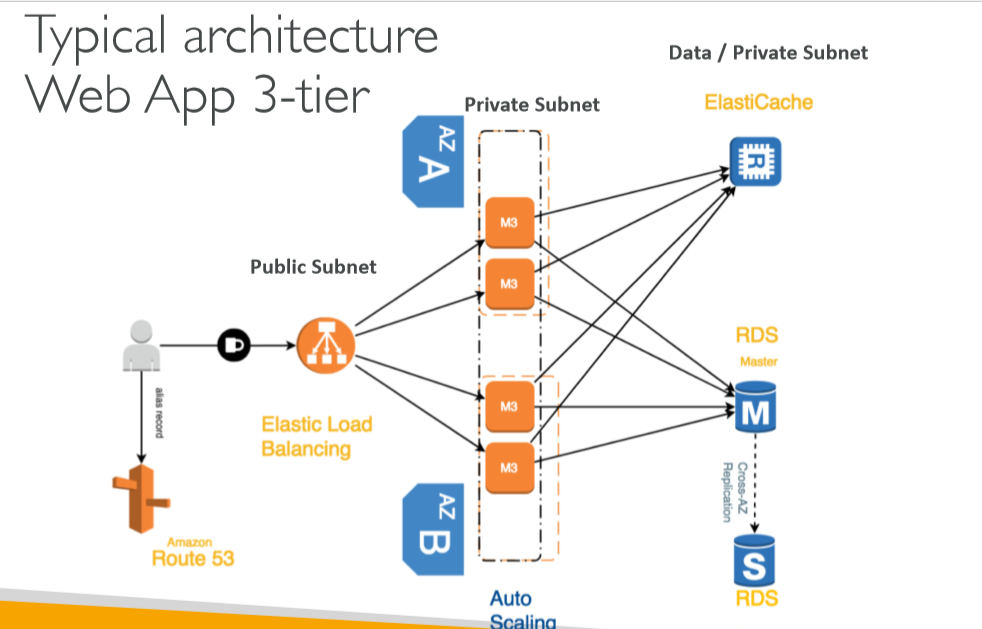 Typical architecture
Web App 3-tier
Data / Private Subnet
ElastiCache
Private Subnet
AZ
A
R
M3
M3
Public Subnet
RDS
Master
M
D
alias record
Elastic Load
Balancing
M3
M3
Cross-AZ
Replication
AZ
B
Amazon
Route 53
S
RDS
Auto
Scaling